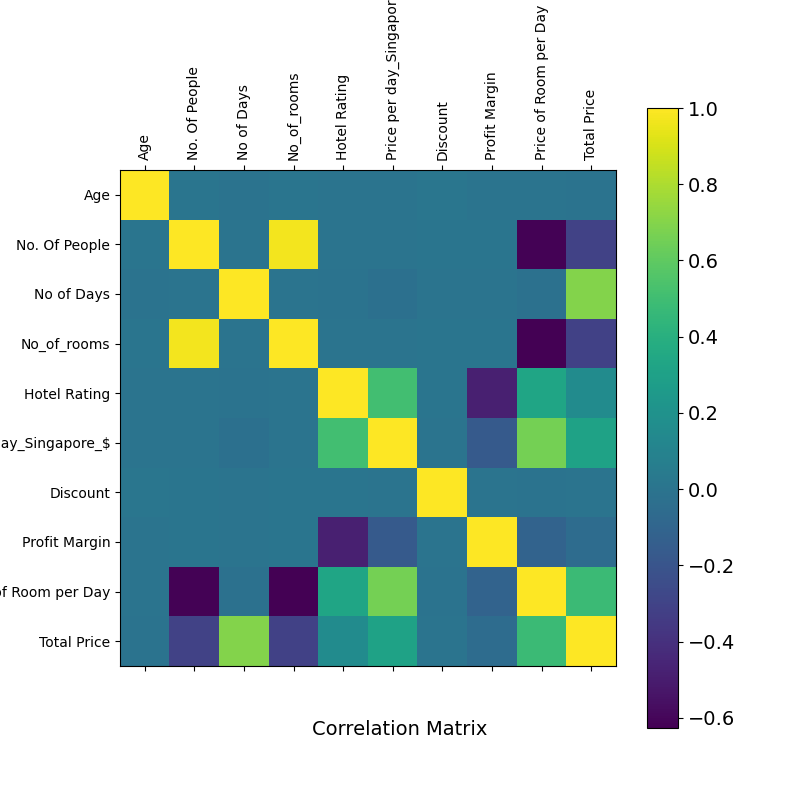 Age
No. Of People
No of Days
No_of_rooms
Hotel Rating
Price per day_Singapor
Discount
Profit Margin
Price of Room per Day
Total Price
Age
No. Of People
No of Days
No_of_rooms
Hotel Rating
ay_Singapore_$
Discount
Profit Margin
of Room per Day
Total Price
1.0
0.8
0.6
0.4
0.2
0.0
−0.2
−0.4
−0.6
Correlation Matrix